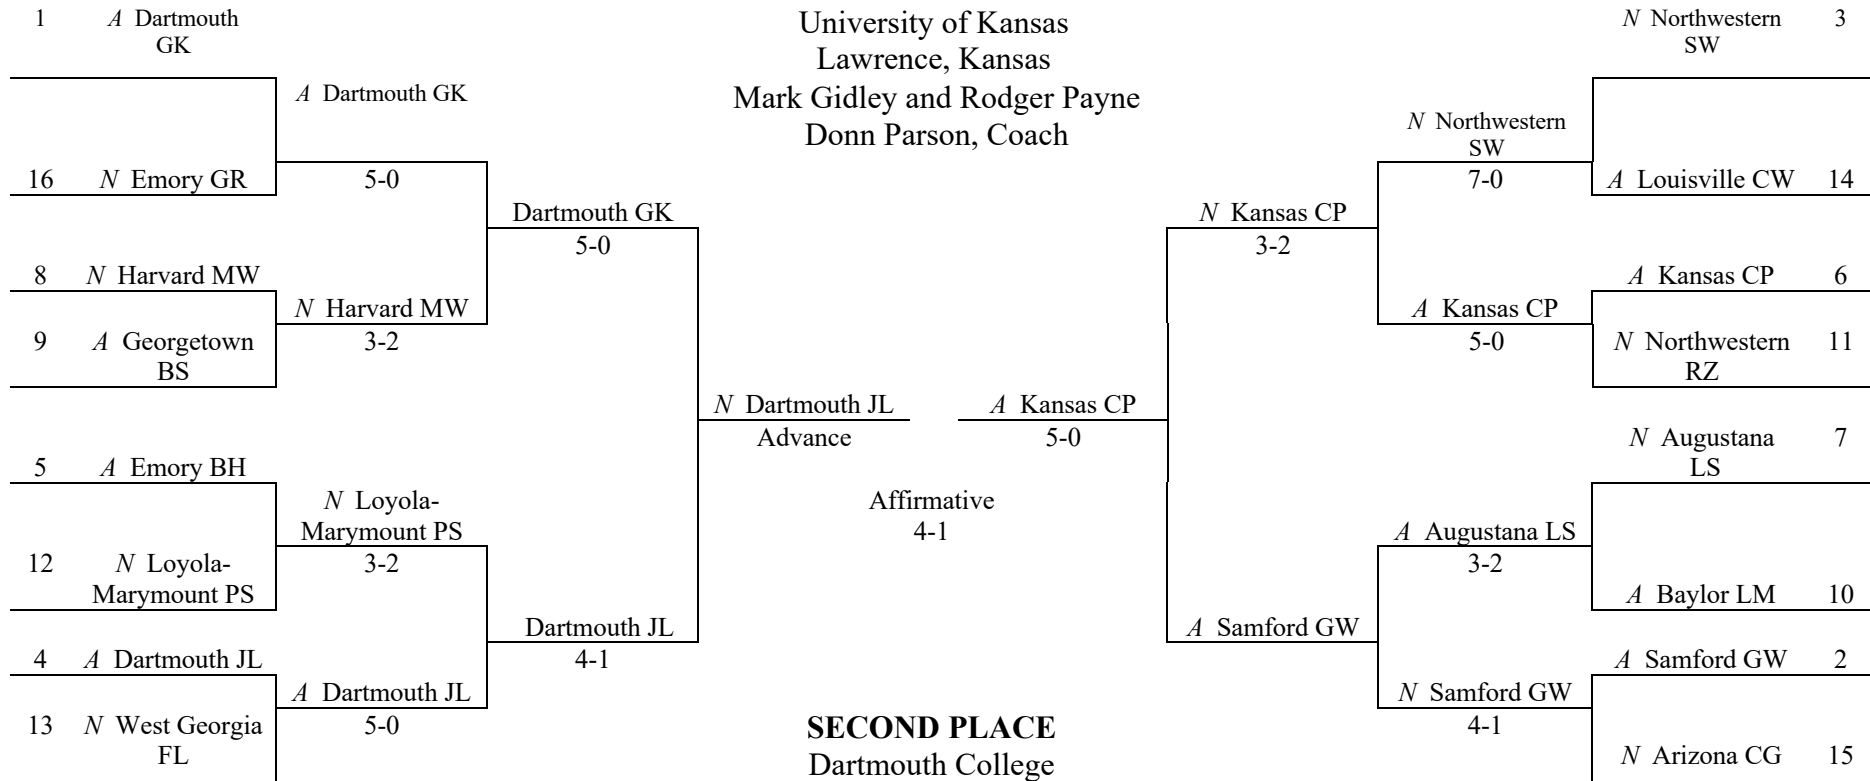 1 A Dartmouth
GK
A Dartmouth GK
16 N Emory GR
5-0
Dartmouth GK
5-0
8 N Harvard MW
N Harvard MW
9 A Georgetown
BS
3-2
N Dartmouth JL
Advance
5 A Emory BH
N Loyola-
Marymount PS
12 N Loyola-
Marymount PS
3-2
Dartmouth JL
4-1
4 A Dartmouth JL
A Dartmouth JL
13 N West Georgia
FL
5-0
University of Kansas
Lawrence, Kansas
Mark Gidley and Rodger Payne
Donn Parson, Coach
Affirmative
4-1
SECOND PLACE
Dartmouth College
N Northwestern 3
SW
N Northwestern
SW
7-0
A Louisville CW 14
N Kansas CP
3-2
A Kansas CP 6
A Kansas CP
5-0
N Northwestern 11
RZ
A Kansas CP
5-0
N Augustana 7
LS
A Augustana LS
3-2
A Baylor LM 10
A Samford GW
A Samford GW 2
N Samford GW
4-1
N Arizona CG 15